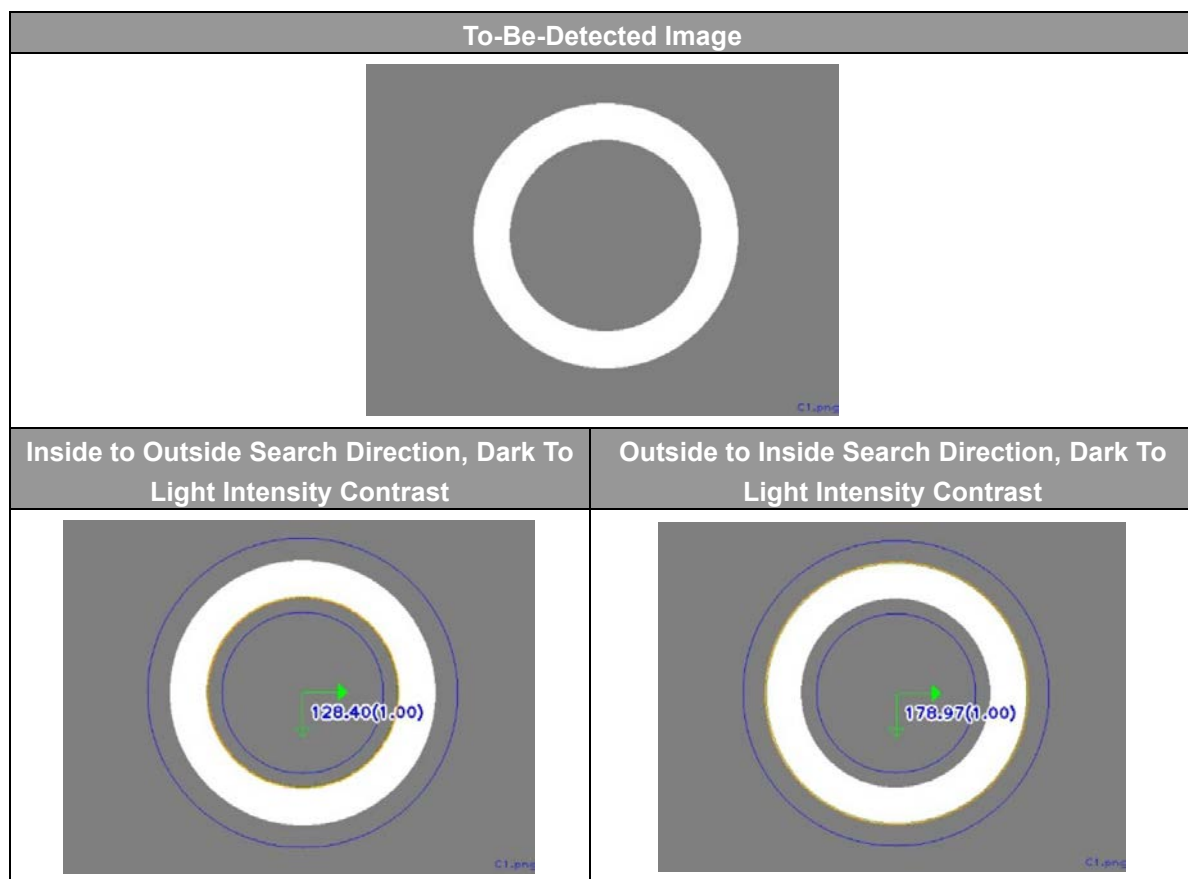 To-Be-Detected Image
C1.png
Inside to Outside Search Direction, Dark To
Light Intensity Contrast
Outside to Inside Search Direction, Dark To
Light Intensity Contrast
128.40(1.00)
C1.png
178.97(1.00)
C1.png